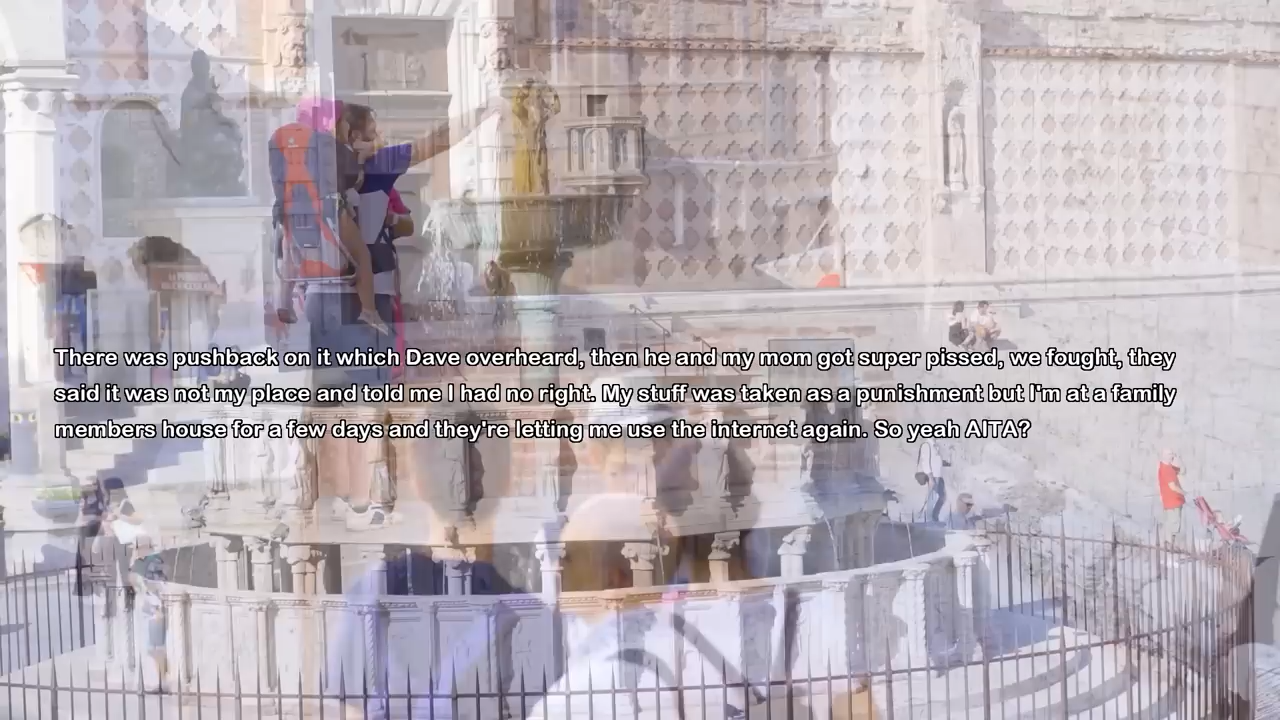 There was pushback on it which Dave overheard, then he and my mom got super pissed, we fought, they
said it was not my place and told me I had no right. My stuff was taken as a punishment but I'm at a family
members house for a few days and they're letting me use the internet again. So yeah AITA?